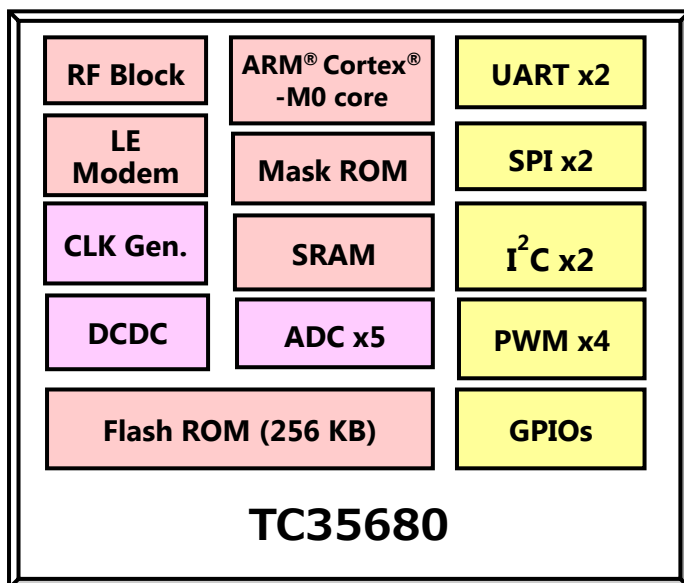 RF Block
ARM® Cortex®
-M0 core
UART x2
LE
Modem
Mask ROM
SPI x2
CLK Gen.
SRAM
I²C x2
DCDC
ADC x5
PWM x4
Flash ROM (256 KB)
GPIOs
TC35680